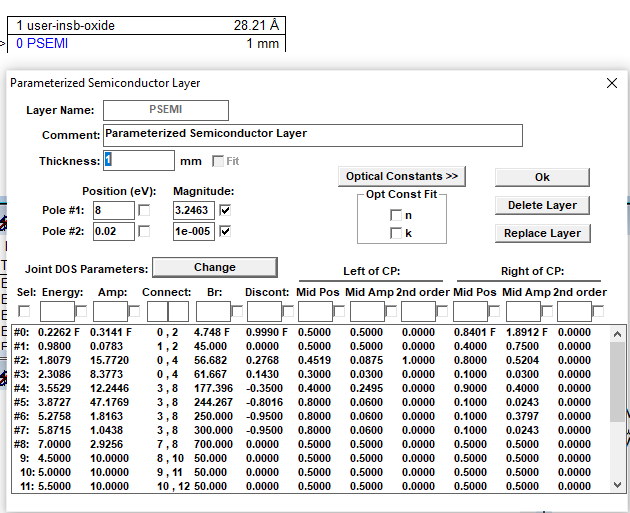 1 user-insb-oxide 28.21 Å
0 PSEMI 1 mm
Parameterized Semiconductor Layer
Layer Name: PSEMI
Comment: Parameterized Semiconductor Layer
Thickness: 1 mm Fit
Optical Constants >> Ok
Position (eV): Magnitude: Opt Const Fit Delete Layer
Pole #1: 8 3.2463 n
Pole #2: 0.02 1e-005 k Replace Layer
Joint DOS Parameters: Change Left of CP: Right of CP:
Sel: Energy: Amp: Connect: Br: Discont: Mid Pos Mid Amp 2nd order Mid Pos Mid Amp 2nd order
#0: 0.2262 F 0.3141 F 0 , 2 4.748 F 0.9990 F 0.5000 0.5000 0.0000 0.8401 F 1.8912 F 0.0000
#1: 0.9800 0.0783 1 , 2 45.000 0.0000 0.5000 0.5000 0.0000 0.4000 0.7500 0.0000
#2: 1.8079 15.7720 0 , 4 56.682 0.2768 0.4519 0.0875 1.0000 0.8000 0.5204 0.0000
#3: 2.3086 8.3773 0 , 4 61.667 0.1430 0.3000 0.0300 0.0000 0.1000 0.0300 0.0000
#4: 3.5529 12.2446 3 , 8 177.396 -0.3500 0.4000 0.2495 0.0000 0.9000 0.4000 0.0000
#5: 3.8727 47.1769 3 , 8 244.267 -0.8016 0.8000 0.0600 0.0000 0.1000 0.0243 0.0000
#6: 5.2758 1.8163 3 , 8 250.000 -0.9500 0.8000 0.0600 0.0000 0.1000 0.3797 0.0000
#7: 5.8715 1.0438 3 , 8 300.000 -0.9500 0.8000 0.0600 0.0000 0.1000 0.0243 0.0000
#8: 7.0000 2.9256 7 , 8 700.000 0.0000 0.5000 0.5000 0.0000 0.5000 0.5000 0.0000
9: 4.5000 10.0000 8 , 10 50.000 0.0000 0.5000 0.5000 0.0000 0.5000 0.5000 0.0000
10: 5.0000 10.0000 9 , 11 50.000 0.0000 0.5000 0.5000 0.0000 0.5000 0.5000 0.0000
11: 5.5000 10.0000 10 , 12 50.000 0.0000 0.5000 0.5000 0.0000 0.5000 0.5000 0.0000